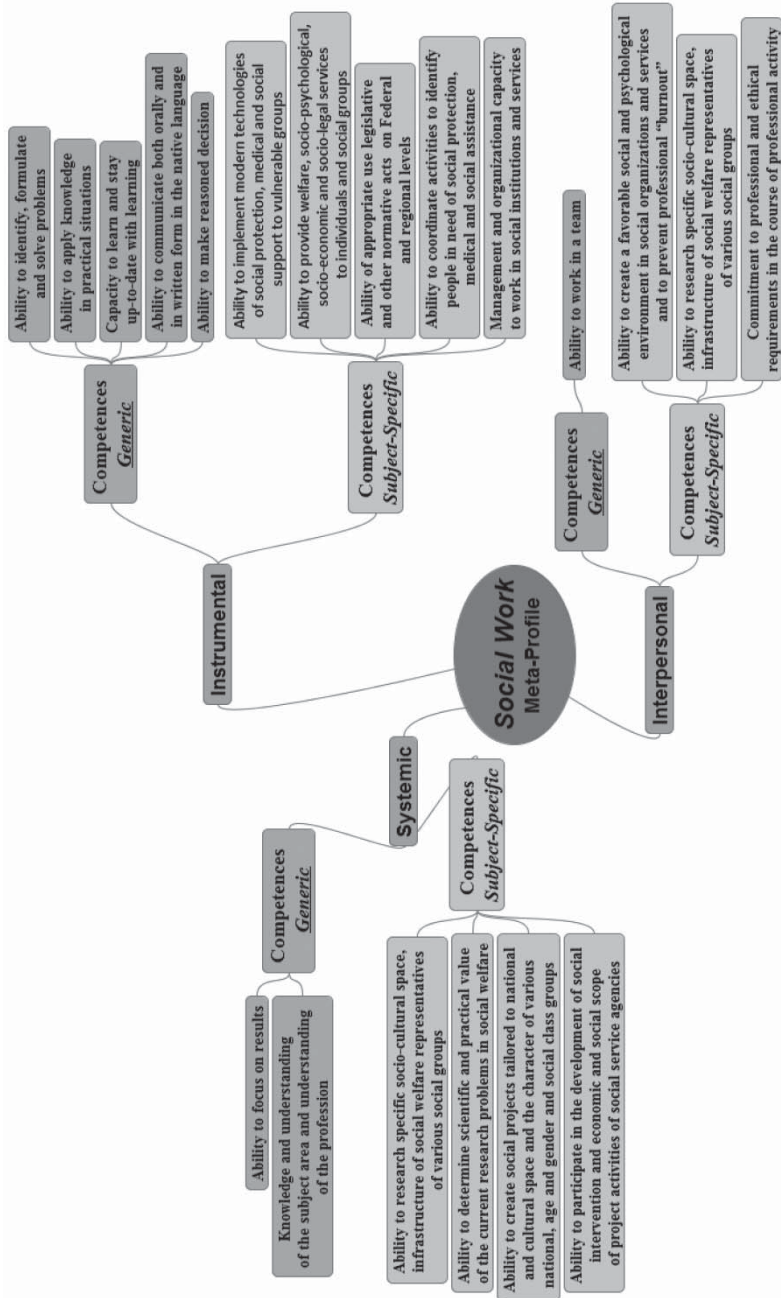 Social Work
Meta-Profile
Instrumental
Competences
Generic
Ability to identify, formulate
and solve problems
Ability to apply knowledge
in practical situations
Capacity to learn and stay
up-to-date with learning
Ability to communicate both orally and
in written form in the native language
Ability to make reasoned decision
Competences
Subject-Specific
Ability to implement modern technologies
of social protection, medical and social
support to vulnerable groups
Ability to provide welfare, socio-psychological,
socio-economic and socio-legal services
to individuals and social groups
Ability of appropriate use legislative
and other normative acts on Federal
and regional levels
Ability to coordinate activities to identify
people in need of social protection,
medical and social assistance
Management and organizational capacity
to work in social institutions and services
Systemic
Competences
Generic
Ability to focus on results
Knowledge and understanding
of the subject area and understanding
of the profession
Competences
Subject-Specific
Ability to research specific socio-cultural space,
infrastructure of social welfare representatives
of various social groups
Ability to determine scientific and practical value
of the current research problems in social welfare
Ability to create social projects tailored to national
and cultural space and the character of various
national, age and gender and social class groups
Ability to participate in the development of social
intervention and economic and social scope
of project activities of social service agencies
Interpersonal
Competences
Generic
Ability to work in a team
Competences
Subject-Specific
Ability to create a favorable social and psychological
environment in social organizations and services
and to prevent professional “burnout”
Ability to research specific socio-cultural space,
infrastructure of social welfare representatives
of various social groups
Commitment to professional and ethical
requirements in the course of professional activity